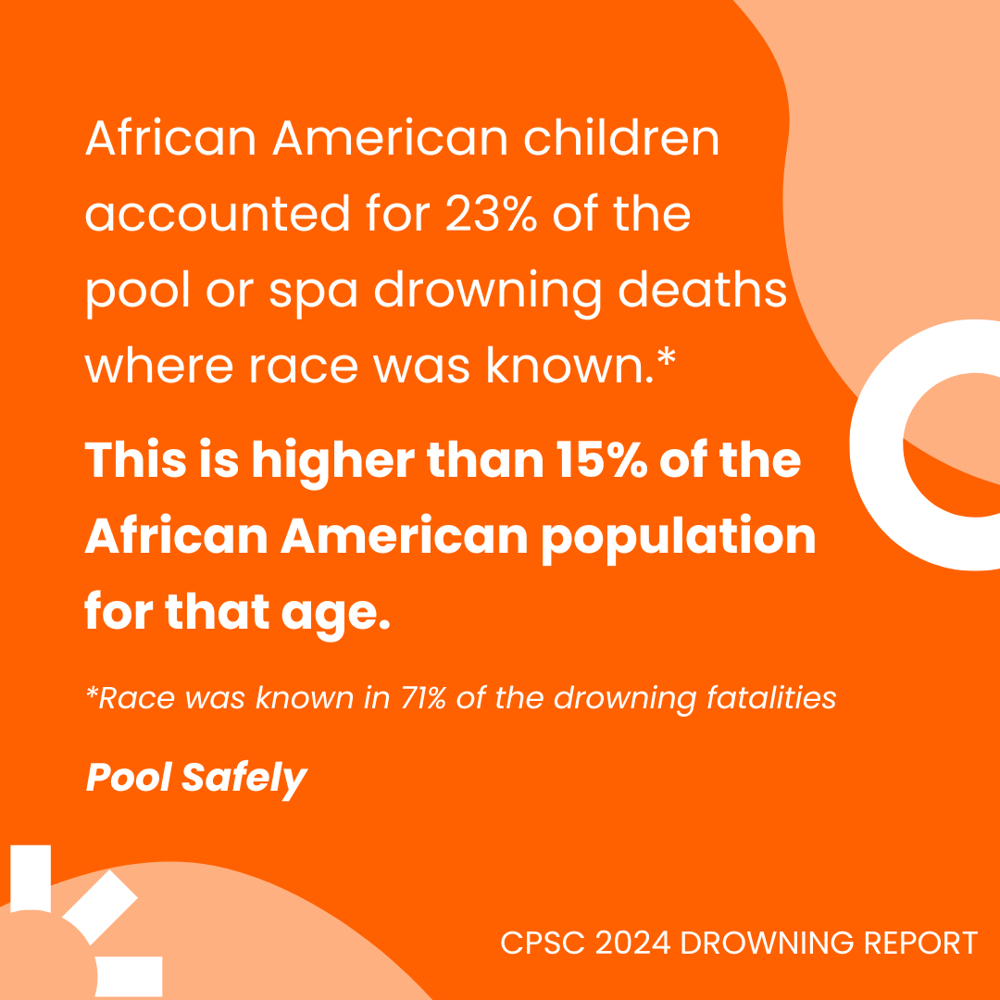 African American children
accounted for 23% of the
pool or spa drowning deaths
where race was known.*
This is higher than 15% of the
African American population
for that age.
*Race was known in 71% of the drowning fatalities
Pool Safely
CPSC 2024 DROWNING REPORT